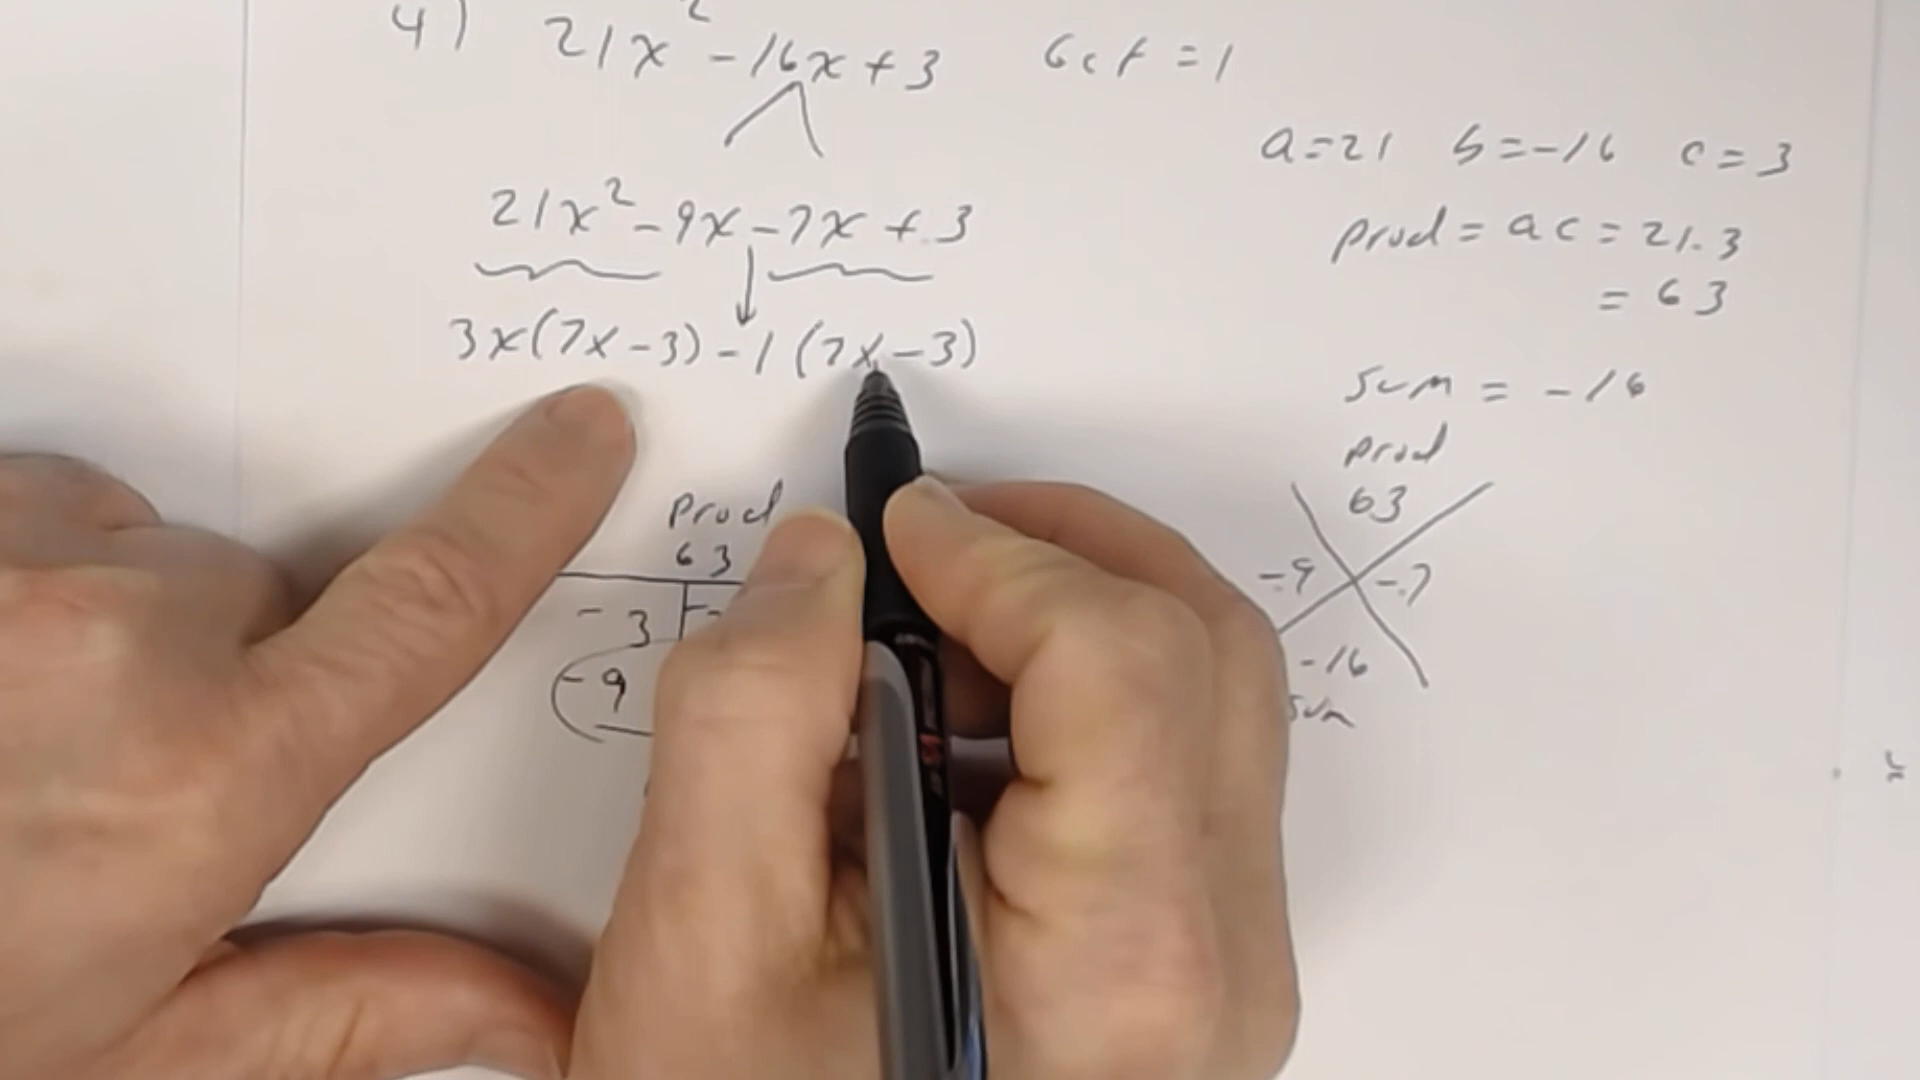 4) 21x² -16x + 3 Gcf = 1
a=21 b=-16 c=3
21x² - 9x - 7x + 3
prod = ac = 21.3
= 63
3x(7x - 3) - 1 (7x - 3)
sum = -16
prod
63
-9 -7
-16
sum
prod
63
-3
-9